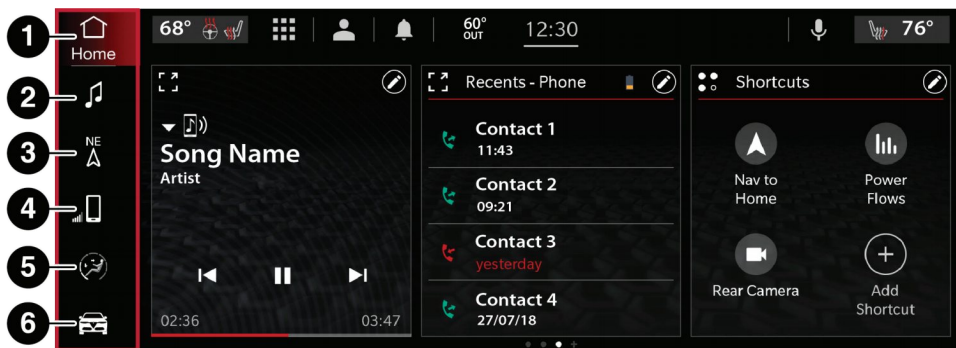 1
Home
2
3
NE
4
5
6
68°
60°
OUT
12:30
76°
Song Name
Artist
02:36
03:47
Recents - Phone
Contact 1
11:43
Contact 2
09:21
Contact 3
yesterday
Contact 4
27/07/18
Shortcuts
Nav to
Home
Power
Flows
Rear Camera
Add
Shortcut